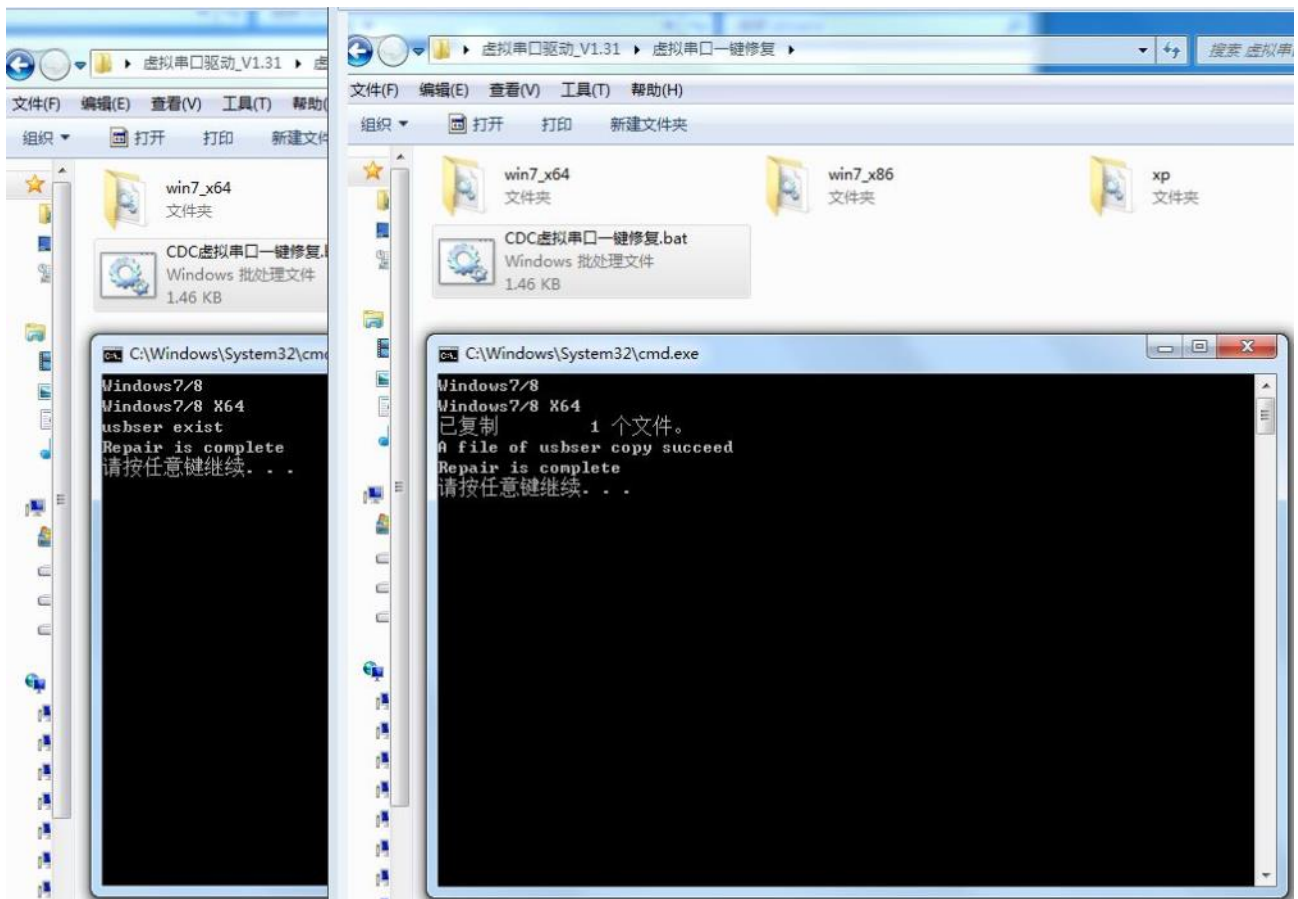 虚拟串口驱动_V1.31
文件(F) 编辑(E) 查看(V) 工具(T) 帮助(
组织 打开 打印 新建文件
win7_x64
文件夹
CDC虚拟串口一键修复.
Windows 批处理文件
1.46 KB
C:\Windows\System32\cm
Windows7/8
Windows7/8 X64
usbser exist
Repair is complete
请按任意键继续. . .
虚拟串口驱动_V1.31 虚拟串口一键修复 搜索 虚拟串
文件(F) 编辑(E) 查看(V) 工具(T) 帮助(H)
组织 打开 打印 新建文件夹
win7_x64 win7_x86 xp
文件夹 文件夹 文件夹
CDC虚拟串口一键修复.bat
Windows 批处理文件
1.46 KB
C:\Windows\System32\cmd.exe
Windows7/8
Windows7/8 X64
已复制 1 个文件。
A file of usbser copy succeed
Repair is complete
请按任意键继续. . .